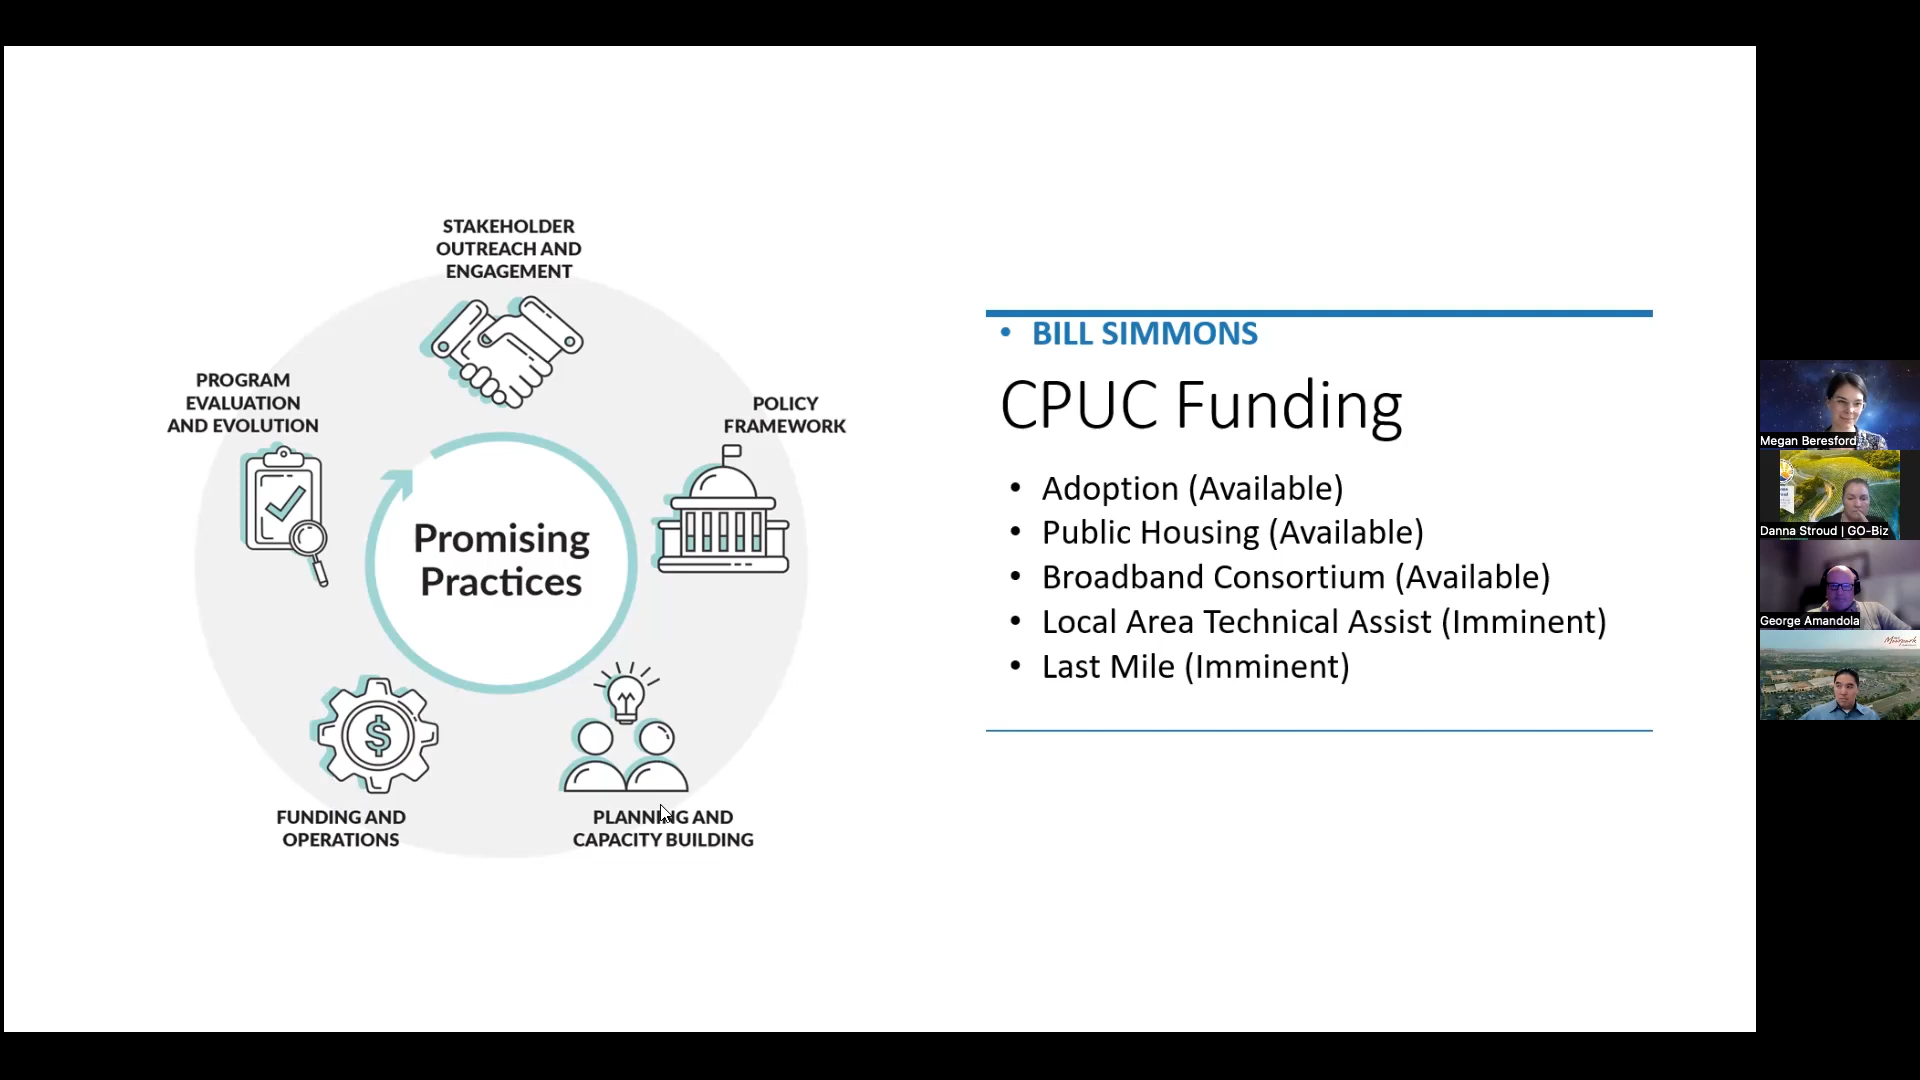 STAKEHOLDER
OUTREACH AND
ENGAGEMENT
PROGRAM
EVALUATION
AND EVOLUTION
POLICY
FRAMEWORK
Promising
Practices
$
FUNDING AND
OPERATIONS
PLANNING AND
CAPACITY BUILDING
• BILL SIMMONS
CPUC Funding
• Adoption (Available)
• Public Housing (Available)
• Broadband Consortium (Available)
• Local Area Technical Assist (Imminent)
• Last Mile (Imminent)
Megan Beresford
Danna Stroud | GO-Biz
George Amandola
Moorpark